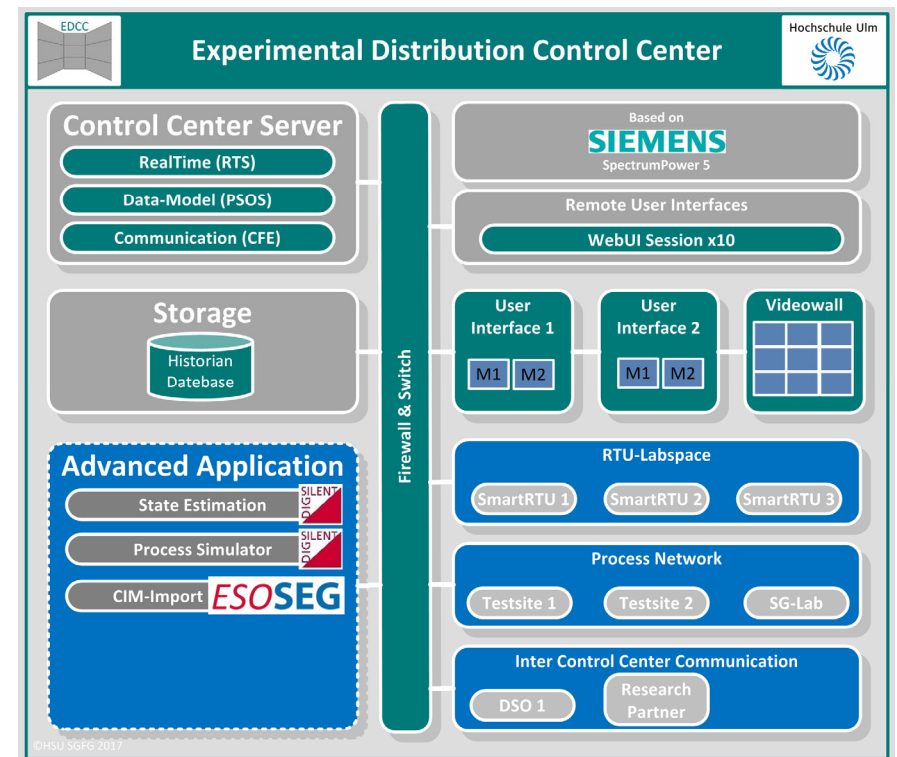 EDCC
Experimental Distribution Control Center
Hochschule Ulm
Control Center Server
RealTime (RTS)
Data-Model (PSOS)
Communication (CFE)
Storage
Historian
Datebase
Advanced Application
State Estimation
DIG
SILENT
Process Simulator
DIG
SILENT
CIM-Import
ESOSEG
Firewall & Switch
Based on
SIEMENS
SpectrumPower 5
Remote User Interfaces
WebUI Session x10
User
Interface 1
M1 M2
User
Interface 2
M1 M2
Videowall
RTU-Labspace
SmartRTU 1 SmartRTU 2 SmartRTU 3
Process Network
Testsite 1 Testsite 2 SG-Lab
Inter Control Center Communication
DSO 1
Research
Partner
©HSU SGFG 2017